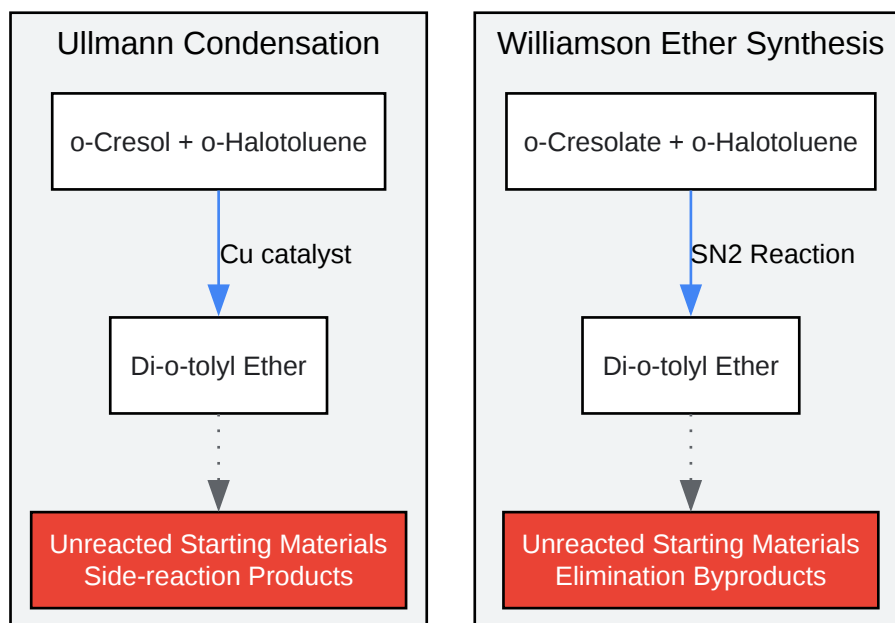 Ullmann Condensation
o-Cresol + o-Halotoluene
Cu catalyst
Di-o-tolyl Ether
Unreacted Starting Materials
Side-reaction Products
Williamson Ether Synthesis
o-Cresolate + o-Halotoluene
SN2 Reaction
Di-o-tolyl Ether
Unreacted Starting Materials
Elimination Byproducts